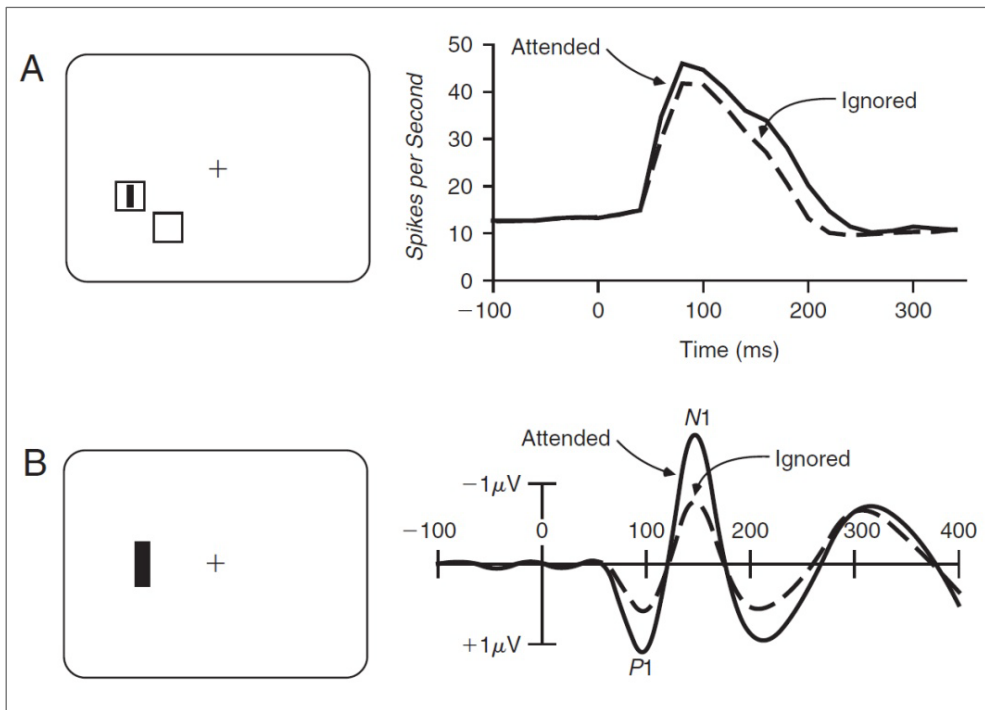 A
Spikes per Second
50
40
30
20
10
0
Attended
Ignored
−100 0 100 200 300
Time (ms)
B
N1
Attended
Ignored
−1μV
−100 0 100 200 300 400
+1μV
P1